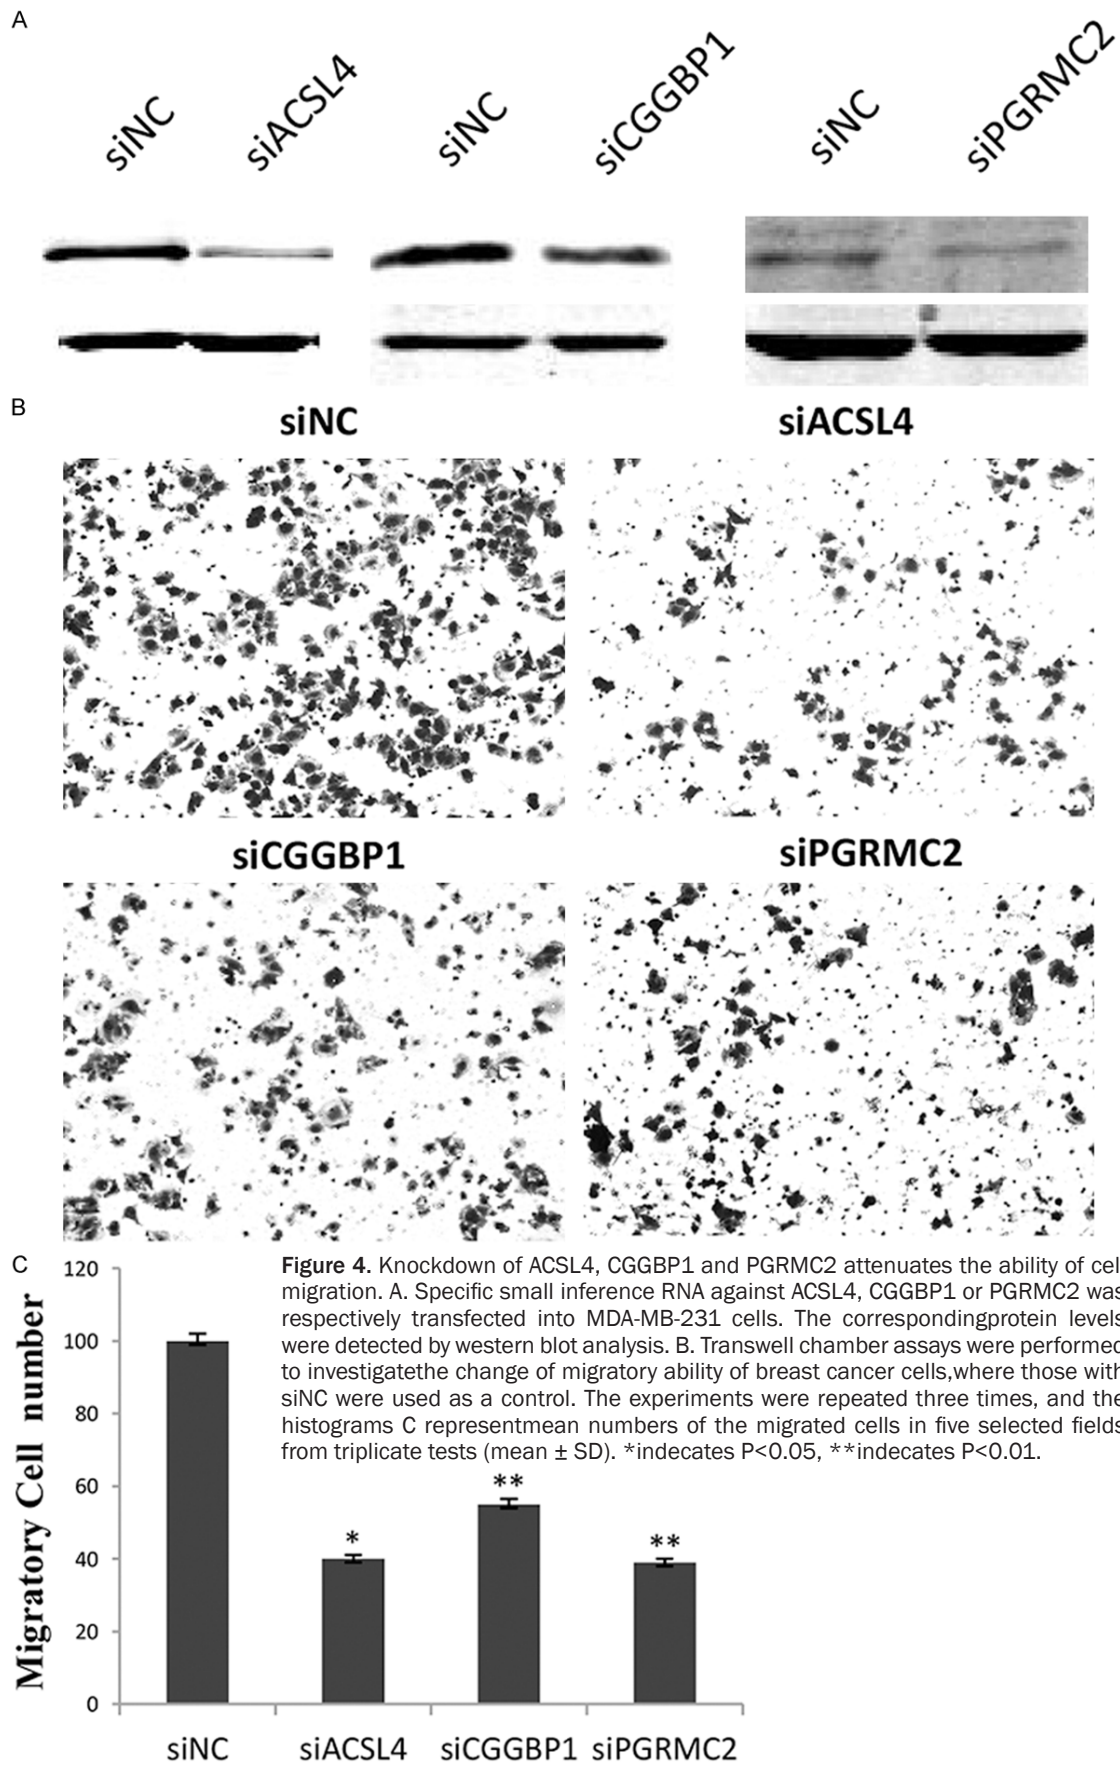 A
siNC siACSL4 siNC siCGGBP1 siNC siPGRMC2
B
siNC siACSL4
siCGGBP1 siPGRMC2
C
Migratory Cell number
120
100
80
60
40
20
0
*
**
**
siNC siACSL4 siCGGBP1 siPGRMC2
Figure 4. Knockdown of ACSL4, CGGBP1 and PGRMC2 attenuates the ability of cel
migration. A. Specific small inference RNA against ACSL4, CGGBP1 or PGRMC2 was
respectively transfected into MDA-MB-231 cells. The correspondingprotein levels
were detected by western blot analysis. B. Transwell chamber assays were performed
to investigatethe change of migratory ability of breast cancer cells,where those with
siNC were used as a control. The experiments were repeated three times, and the
histograms C representmean numbers of the migrated cells in five selected fields
from triplicate tests (mean ± SD). *indecates P<0.05, **indecates P<0.01.